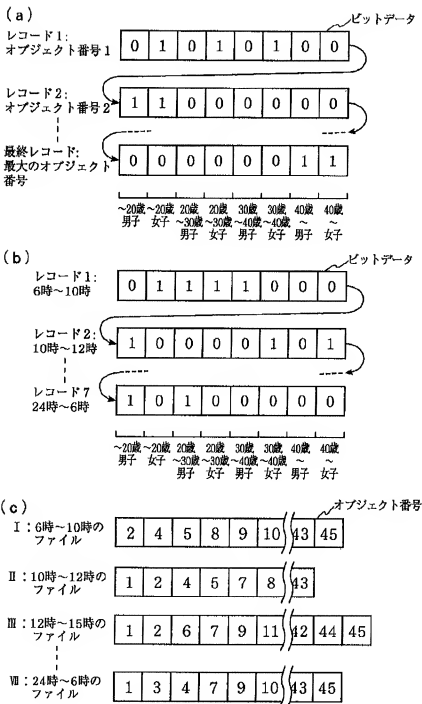 (a)
ビットデータ
レコード1:
オブジェクト番号1
0 1 0 1 0 1 0 0
レコード2:
オブジェクト番号2
1 1 0 0 0 0 0 0
最終レコード:
最大のオブジェクト
番号
0 0 0 0 0 0 1 1
～20歳 ～20歳 20歳 20歳 30歳 30歳 40歳 40歳
男子 女子 ～30歳 ～30歳 ～40歳 ～40歳 ～ ～
男子 女子 男子 女子 男子 女子
(b)
ビットデータ
レコード1:
6時～10時
0 1 1 1 1 0 0 0
レコード2:
10時～12時
1 0 0 0 0 1 0 1
レコード7
24時～6時
1 0 1 0 0 0 0 0
～20歳 ～20歳 20歳 20歳 30歳 30歳 40歳 40歳
男子 女子 ～30歳 ～30歳 ～40歳 ～40歳 ～ ～
男子 女子 男子 女子 男子 女子
(c)
オブジェクト番号
Ⅰ:6時～10時の
ファイル
2 4 5 8 9 10 43 45
Ⅱ:10時～12時の
ファイル
1 2 4 5 7 8 43
Ⅲ:12時～15時の
ファイル
1 2 6 7 9 11 42 44 45
Ⅶ:24時～6時の
ファイル
1 3 4 7 9 10 43 45